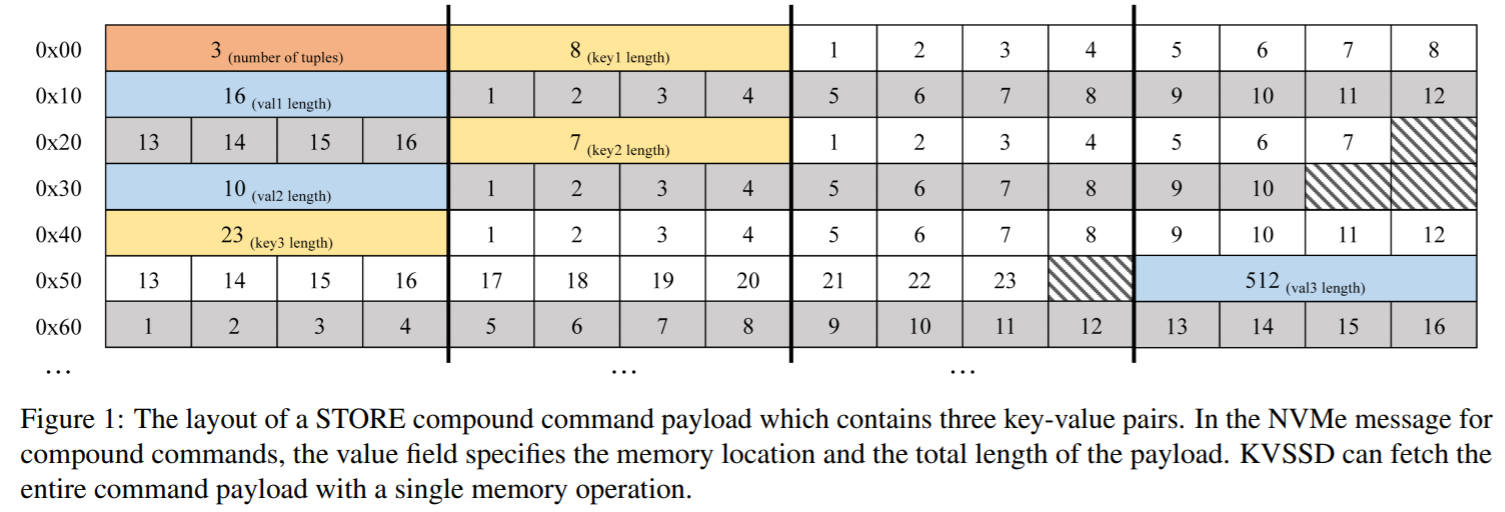 0x00 3 (number of tuples) 8 (key1 length) 1 2 3 4 5 6 7 8
0x10 16 (val1 length) 1 2 3 4 5 6 7 8 9 10 11 12
0x20 13 14 15 16 7 (key2 length) 1 2 3 4 5 6 7
0x30 10 (val2 length) 1 2 3 4 5 6 7 8 9 10
0x40 23 (key3 length) 1 2 3 4 5 6 7 8 9 10 11 12
0x50 13 14 15 16 17 18 19 20 21 22 23 512 (val3 length)
0x60 1 2 3 4 5 6 7 8 9 10 11 12 13 14 15 16
... ... ...
Figure 1: The layout of a STORE compound command payload which contains three key-value pairs. In the NVMe message for
compound commands, the value field specifies the memory location and the total length of the payload. KVSSD can fetch the
entire command payload with a single memory operation.